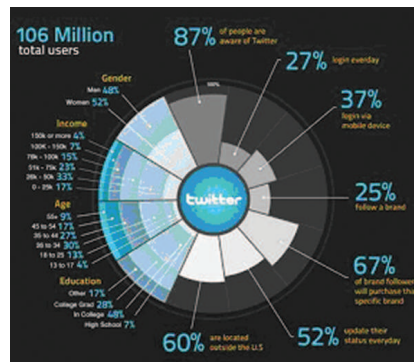 106 Million
total users
87%
of people are
aware of Twitter
27%
login everday
37%
login via
mobile device
25%
follow a brand
67%
of brand follower
will purchase the
specific brand
52%
update their
status everyday
60%
are located
outside the U.S
100%
twitter
Gender
Men 48%
Women 52%
Income
150k or more 4%
100K - 150k 7%
76k - 100k 15%
51k - 75k 23%
26k - 50k 33%
0 - 25k 17%
Age
55+ 9%
45 to 54 17%
35 to 44 27%
26 to 34 30%
18 to 25 13%
13 to 17 4%
Education
Other 17%
College Grad 28%
In College 48%
High School 7%